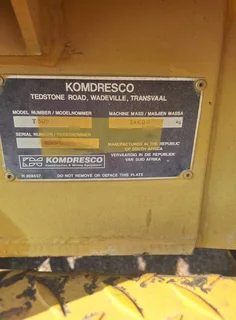 KOMDRESCO
TEDSTONE ROAD, WADEVILLE, TRANSVAAL
MODEL NUMBER / MODELNOMMER
MACHINE MASS / MASJIEN MASSA
kg
SERIAL NUMBER
MANUFACTURED IN THE REPUBLIC
OF SOUTH AFRICA
VERVAARDIG IN DIE REPUBLIEK
VAN SUID AFRIKA
KOMDRESCO
DO NOT REMOVE OR DEFACE THIS PLATE